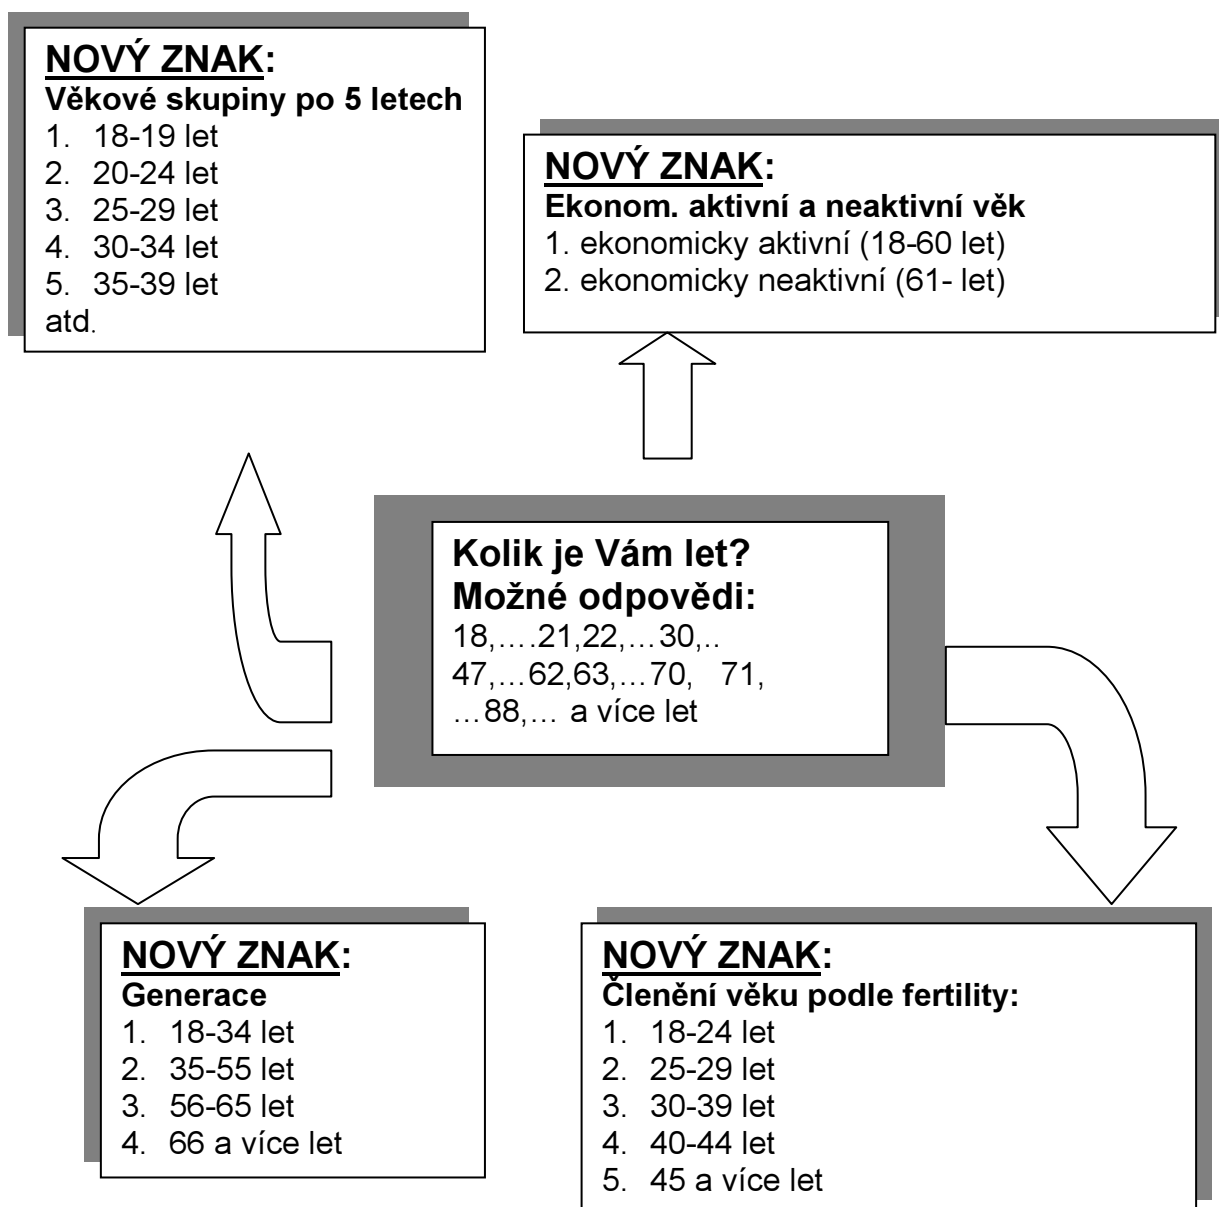 NOVÝ ZNAK:
Věkové skupiny po 5 letech
1. 18-19 let
2. 20-24 let
3. 25-29 let
4. 30-34 let
5. 35-39 let
atd.
NOVÝ ZNAK:
Ekonom. aktivní a neaktivní věk
1. ekonomicky aktivní (18-60 let)
2. ekonomicky neaktivní (61- let)
Kolik je Vám let?
Možné odpovědi:
18,….21,22,…30,..
47,…62,63,…70, 71,
…88,… a více let
NOVÝ ZNAK:
Generace
1. 18-34 let
2. 35-55 let
3. 56-65 let
4. 66 a více let
NOVÝ ZNAK:
Členění věku podle fertility:
1. 18-24 let
2. 25-29 let
3. 30-39 let
4. 40-44 let
5. 45 a více let